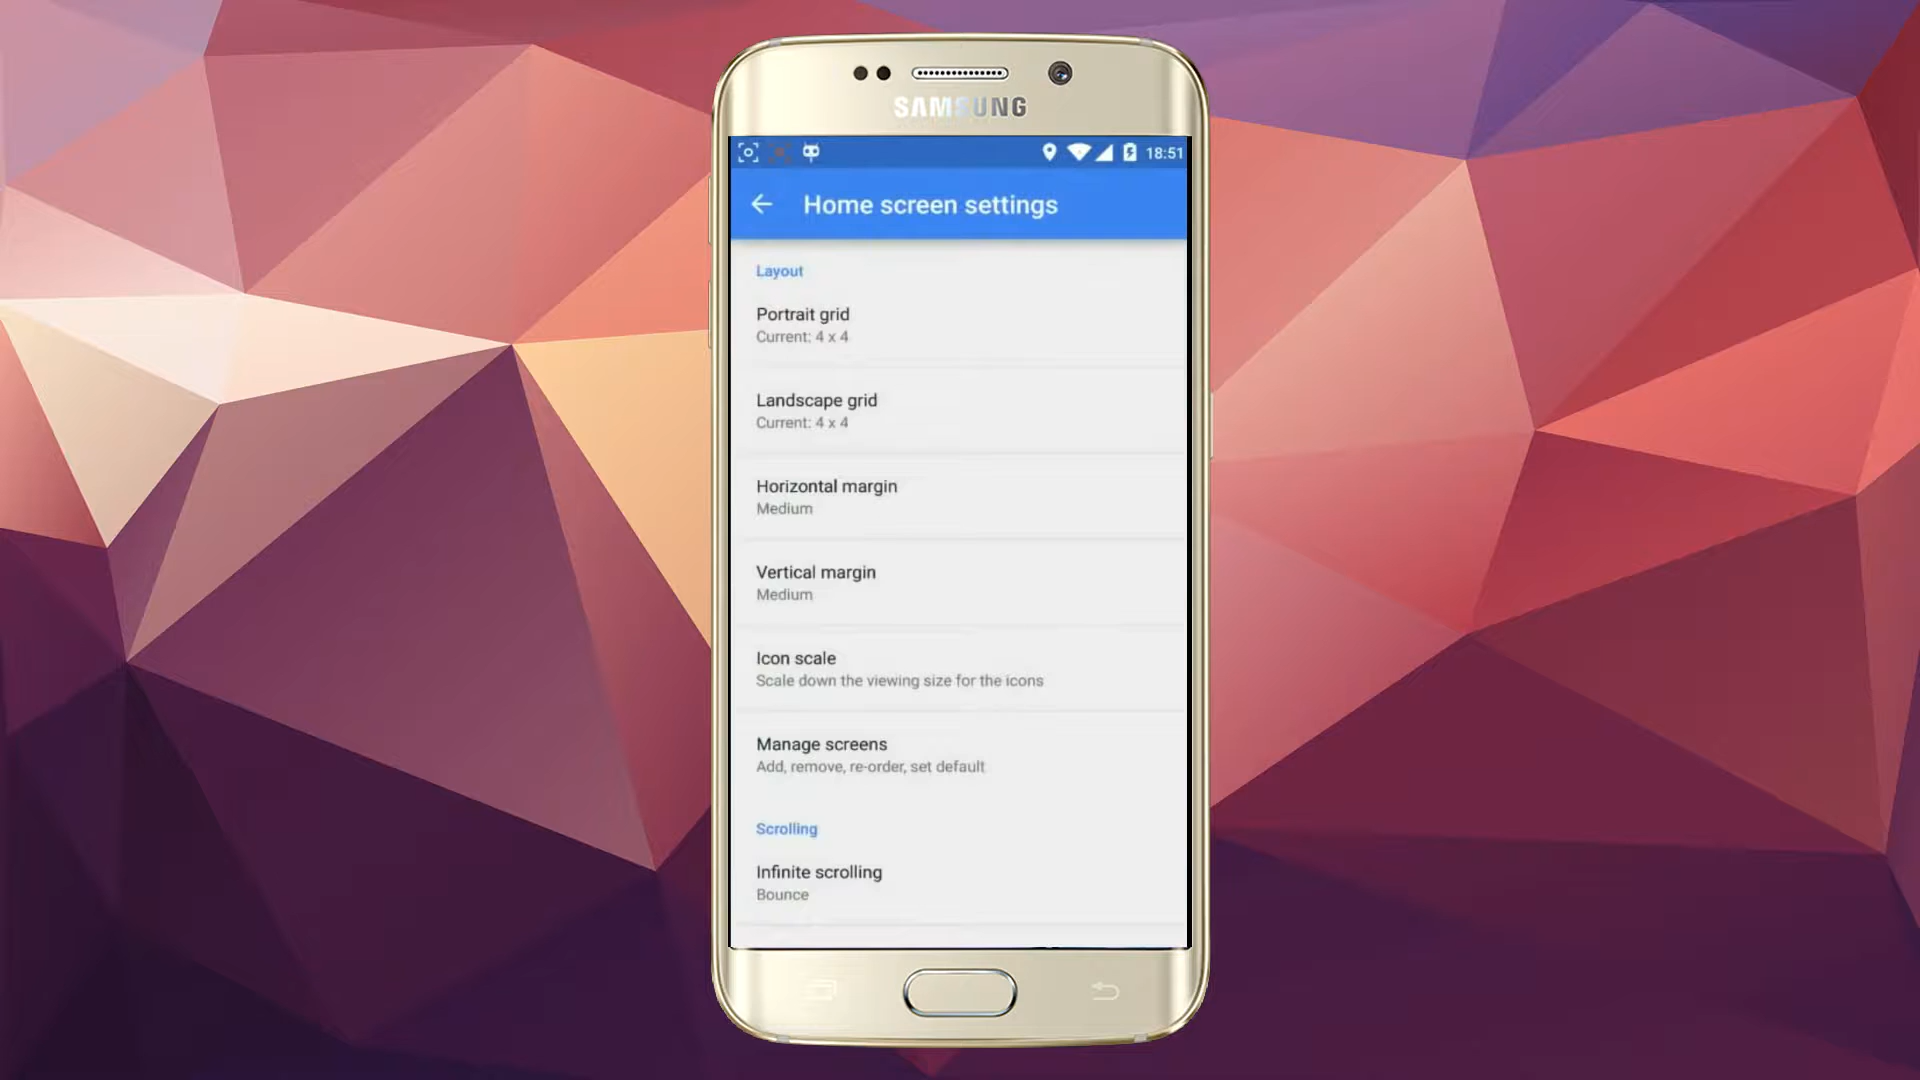 SAMSUNG
18:51
Home screen settings
Layout
Portrait grid
Current: 4 x 4
Landscape grid
Current: 4 x 4
Horizontal margin
Medium
Vertical margin
Medium
Icon scale
Scale down the viewing size for the icons
Manage screens
Add, remove, re-order, set default
Scrolling
Infinite scrolling
Bounce